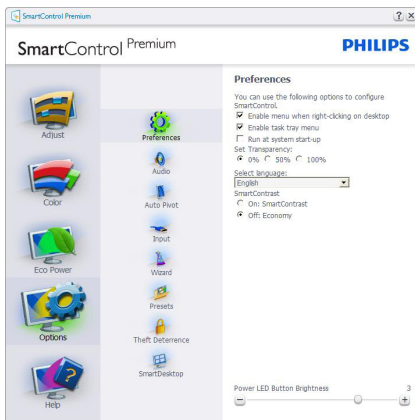 SmartControl Premium
SmartControl Premium
PHILIPS
Adjust
Color
Eco Power
Options
Help
Preferences
Audio
Auto Pivot
Input
Wizard
Presets
Theft Deterrence
SmartDesktop
Preferences
You can use the following options to configure
SmartControl.
Enable menu when right-clicking on desktop
Enable task tray menu
Run at system start-up
Set Transparency:
0% 50% 100%
Select language:
English
SmartContrast
On: SmartContrast
Off: Economy
Power LED Button Brightness 3